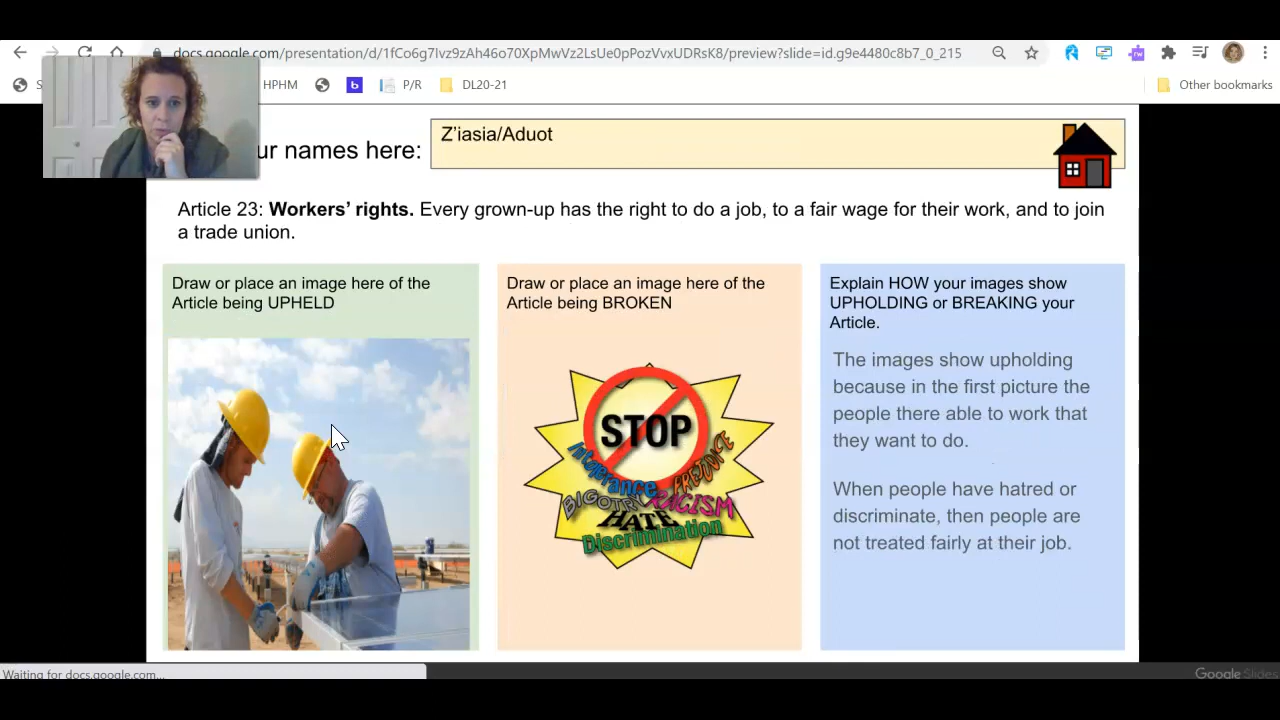 docs.google.com/presentation/d/1fCo6g7lvz9zAh46o70XpMwVz2LsUe0pPozVvxUDRsK8/preview?slide=id.g9e4480c8b7_0_215
S
HPHM
b
P/R
DL20-21
Other bookmarks
ur names here:
Z'iasia/Aduot
Article 23: Workers' rights. Every grown-up has the right to do a job, to a fair wage for their work, and to join
a trade union.
Draw or place an image here of the
Article being UPHELD
Draw or place an image here of the
Article being BROKEN
STOP
Intolerance
PREJUDICE
BIGOTRY
RACISM
HATE
Discrimination
Explain HOW your images show
UPHOLDING or BREAKING your
Article.
The images show upholding
because in the first picture the
people there able to work that
they want to do.
When people have hatred or
discriminate, then people are
not treated fairly at their job.
Waiting for docs.google.com...
Google Slides